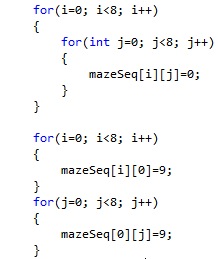 for(i=0; i<8; i++)
{
    for(int j=0; j<8; j++)
    {
        mazeSeq[i][j]=0;
    }
}

for(i=0; i<8; i++)
{
    mazeSeq[i][0]=9;
}
for(j=0; j<8; j++)
{
    mazeSeq[0][j]=9;
}